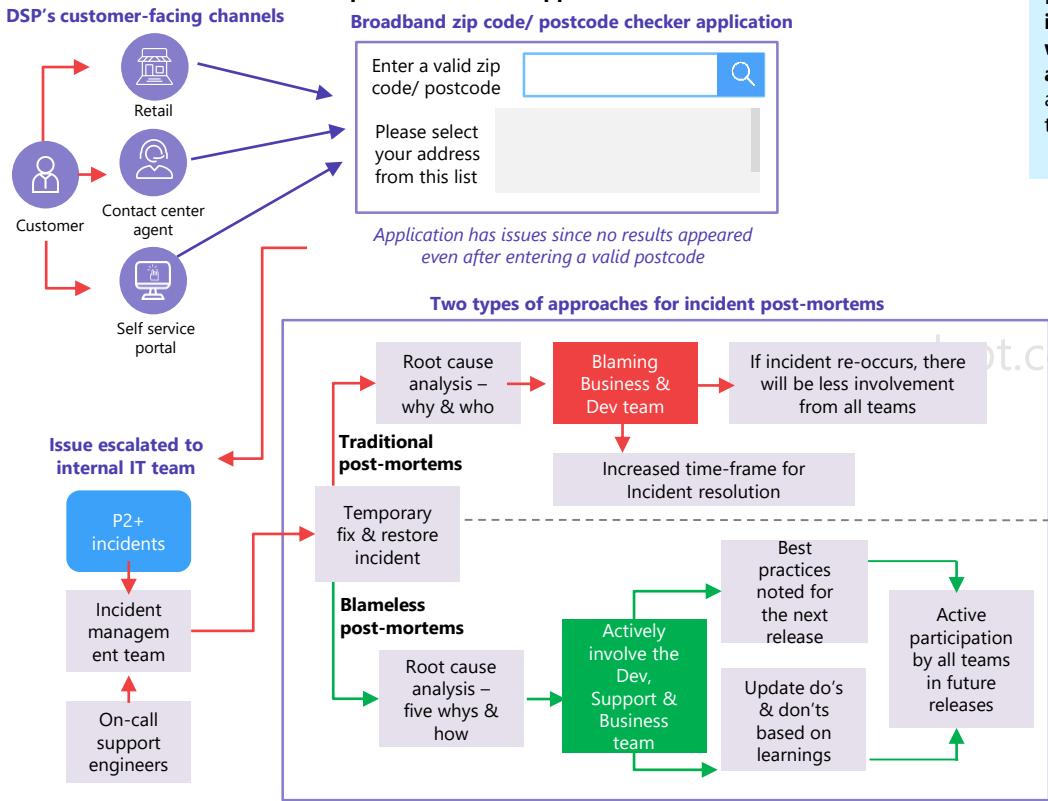 DSP's customer-facing channels
Broadband zip code/ postcode checker application
Retail
Customer
Contact center
agent
Self service
portal
Enter a valid zip
code/ postcode
Please select
your address
from this list
Application has issues since no results appeared
even after entering a valid postcode
Two types of approaches for incident post-mortems
Issue escalated to
internal IT team
P2+
incidents
Incident
managem
ent team
On-call
support
engineers
Temporary
fix & restore
incident
Traditional
post-mortems
Root cause
analysis –
why & who
Blaming
Business &
Dev team
If incident re-occurs, there
will be less involvement
from all teams
Increased time-frame for
Incident resolution
Blameless
post-mortems
Root cause
analysis –
five whys &
how
Actively
involve the
Dev,
Support &
Business
team
Best
practices
noted for
the next
release
Update do's
& don'ts
based on
learnings
Active
participation
by all teams
in future
releases